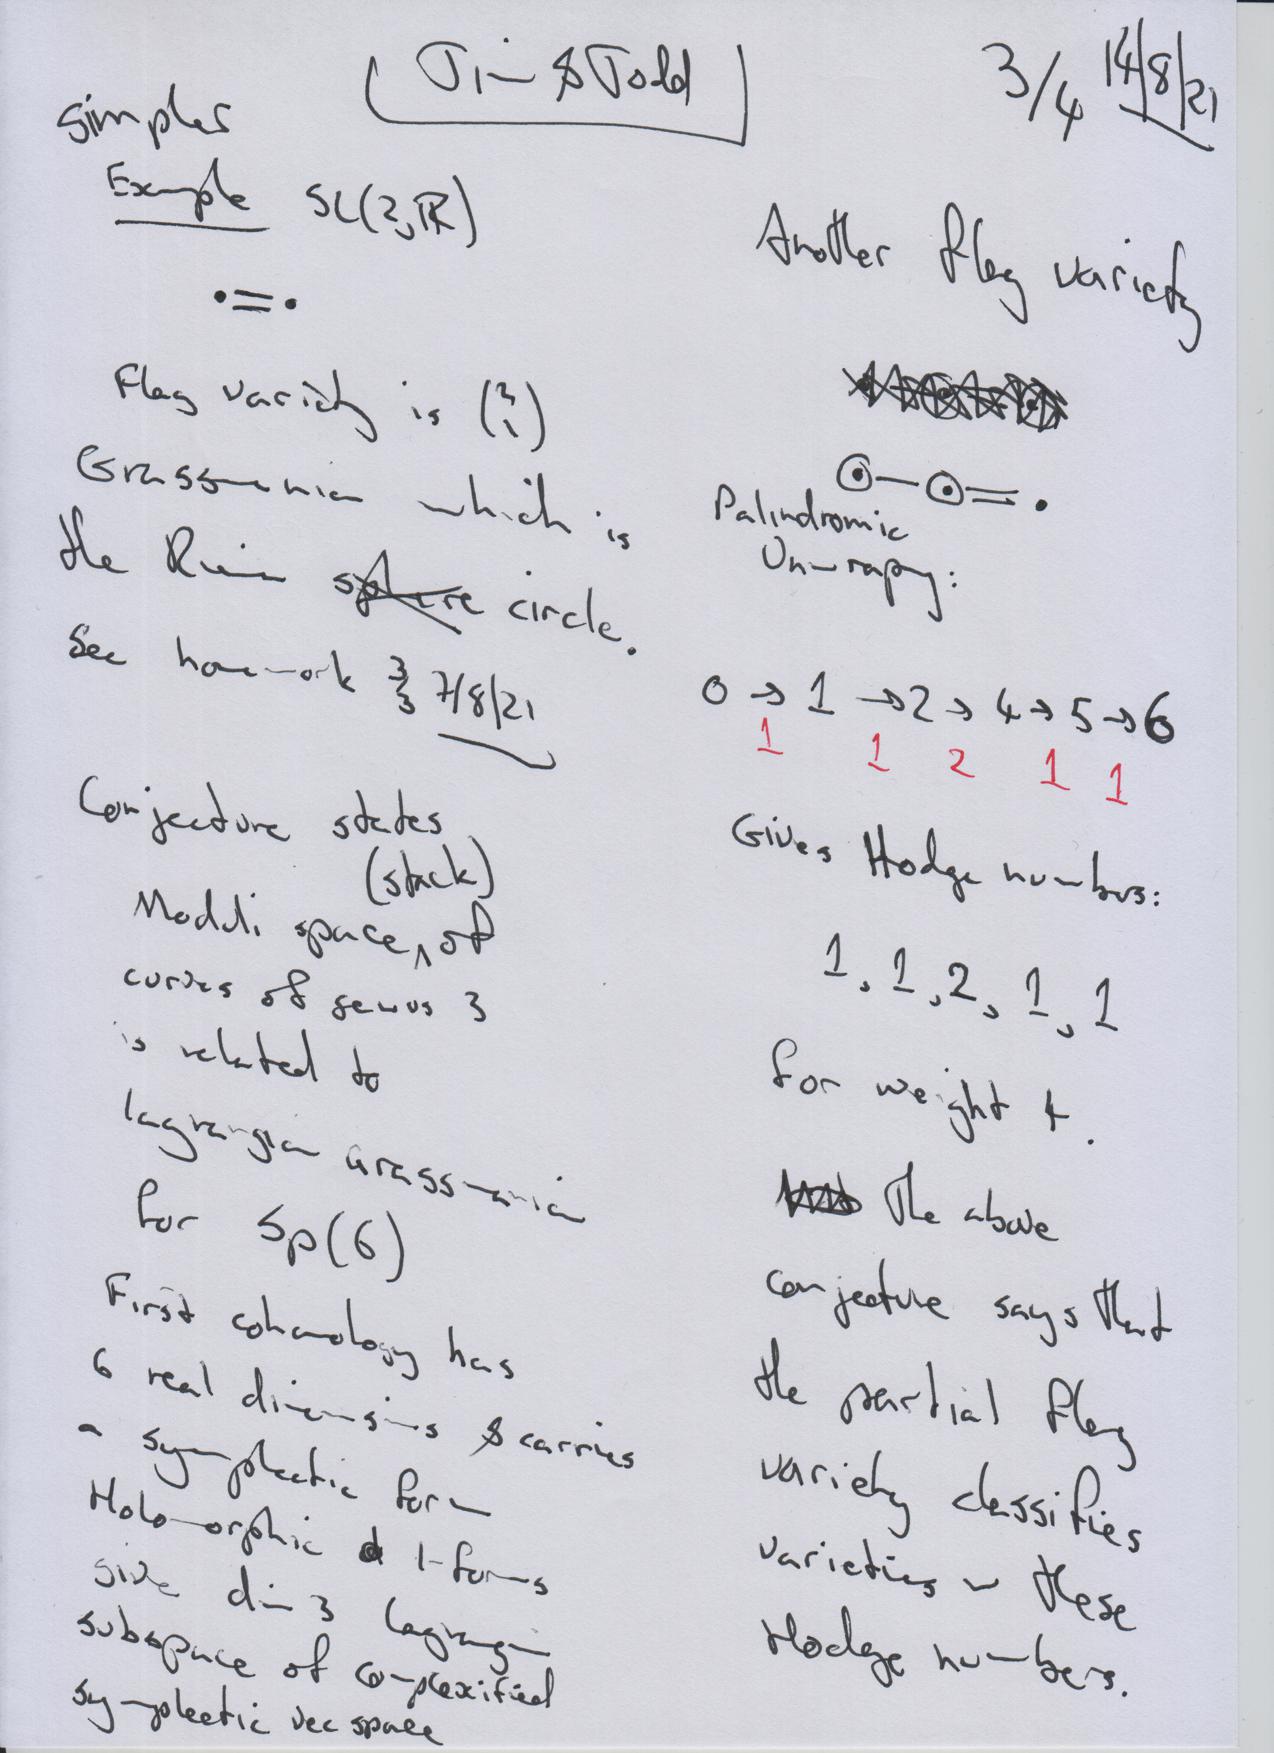 Jim & Todd
3/4 14/8/21
simpler
Example SL(2,ℝ)
•=•
Flag variety is (2 1)
Grassmannian which is
the Riemann sphere circle.
See homework 7/8/21
Conjecture states
(stack)
Moduli space ^ of
curves of genus 3
is related to
lagrangian Grassmannian
for Sp(6)
First cohomology has
6 real dimensions & carries
a symplectic form
Holomorphic 1-forms
give dim 3 lagrangian
subspace of complexified
symplectic vec space
Another flag variety
⊙—⊙=•
Palindromic
Unwrapping:
0 → 1 → 2 → 4 → 5 → 6
1 1 2 1 1
Gives Hodge numbers:
1, 1, 2, 1, 1
for weight 4.
The above
conjecture says that
the partial flag
variety classifies
varieties w these
Hodge numbers.